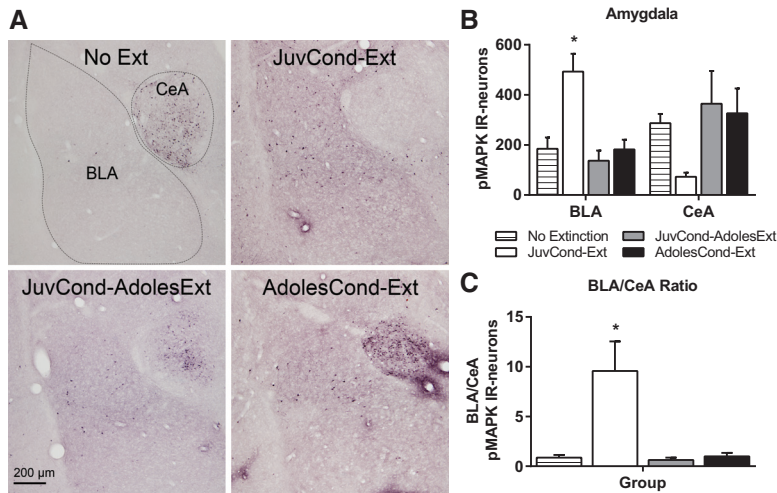 A
No Ext
CeA
BLA
JuvCond-Ext
JuvCond-AdolesExt
200 µm
AdolesCond-Ext
B
Amygdala
pMAPK IR-neurons
600
400
200
0
*
BLA
CeA
No Extinction
JuvCond-AdolesExt
JuvCond-Ext
AdolesCond-Ext
C
BLA/CeA Ratio
BLA/CeA
pMAPK IR-neurons
15
10
5
0
*
Group